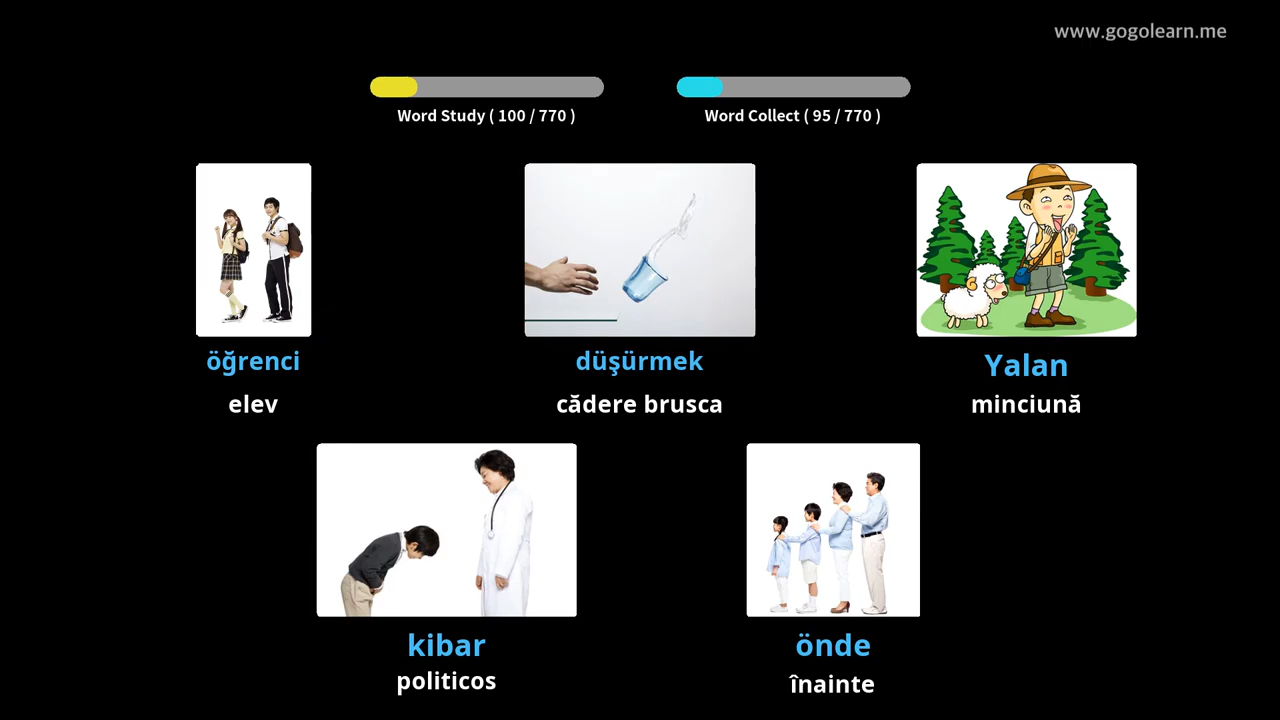 www.gogolearn.me
Word Study ( 100 / 770 )
Word Collect ( 95 / 770 )
öğrenci
düşürmek
Yalan
elev
cădere brusca
minciună
kibar
önde
politicos
înainte